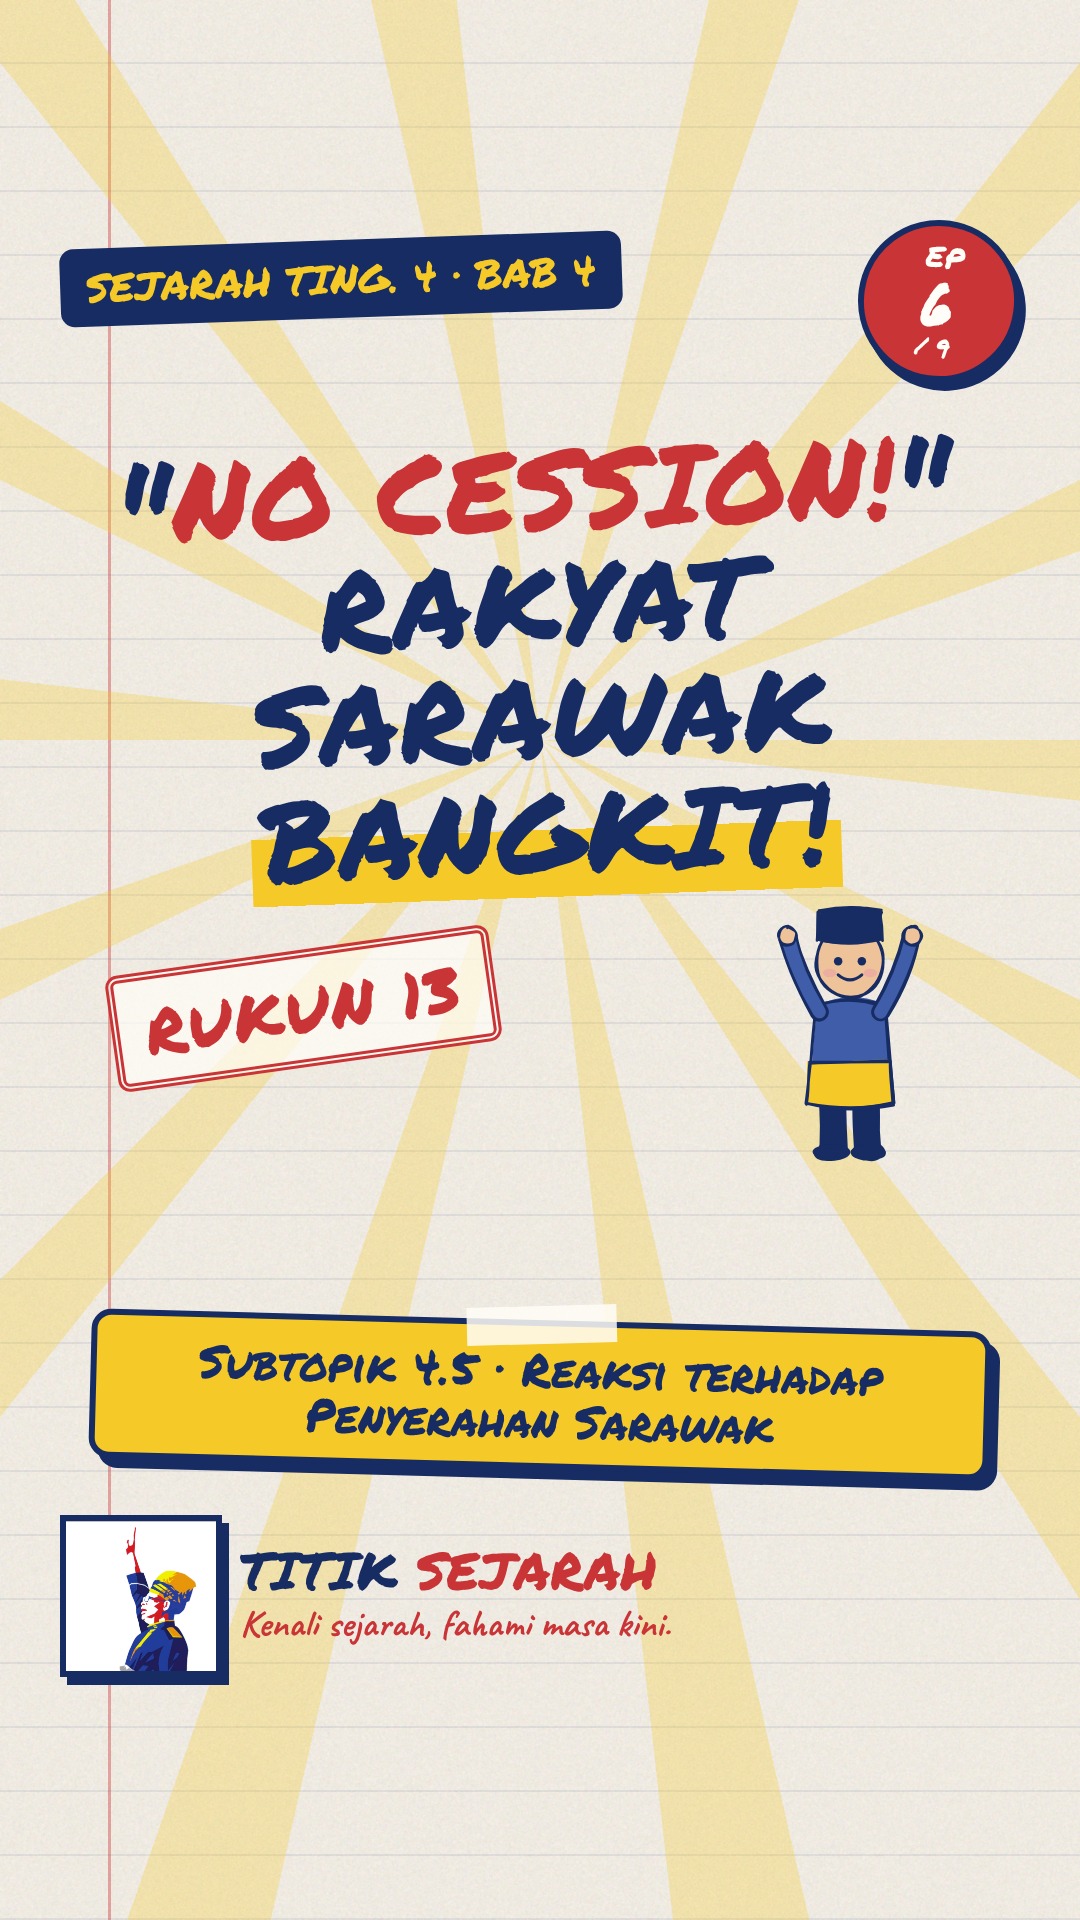 SEJARAH TING. 4 · BAB 4
EP
6
/ 9
"NO CESSION!"
RAKYAT
SARAWAK
BANGKIT!
RUKUN 13
SUBTOPIK 4.5 · REAKSI TERHADAP
PENYERAHAN SARAWAK
TITIK SEJARAH
Kenali sejarah, fahami masa kini.